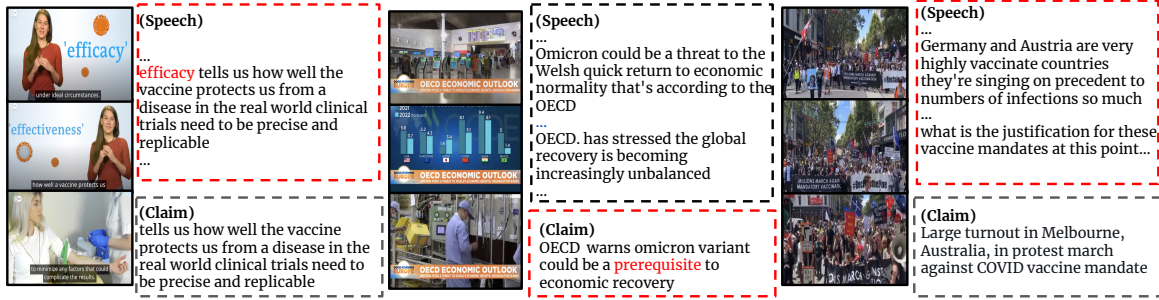 'efficacy'
under ideal circumstances,
'effectiveness'
how well a vaccine protects us
to minimize any factors that could
complicate the results.
(Speech)
...
efficacy tells us how well the
vaccine protects us from a
disease in the real world clinical
trials need to be precise and
replicable
...
(Claim)
tells us how well the vaccine
protects us from a disease in the
real world clinical trials need to
be precise and replicable
OECD ECONOMIC OUTLOOK
OECD ECONOMIC OUTLOOK
OECD ECONOMIC OUTLOOK
(Speech)
...
Omicron could be a threat to the
Welsh quick return to economic
normality that's according to the
OECD
...
OECD. has stressed the global
recovery is becoming
increasingly unbalanced
...
(Claim)
OECD warns omicron variant
could be a prerequisite to
economic recovery
MILLIONS MARCH AGAINST
MANDATORY VACCINATION
(Speech)
...
Germany and Austria are very
highly vaccinate countries
they're singing on precedent to
numbers of infections so much
...
what is the justification for these
vaccine mandates at this point...
(Claim)
Large turnout in Melbourne,
Australia, in protest march
against COVID vaccine mandate